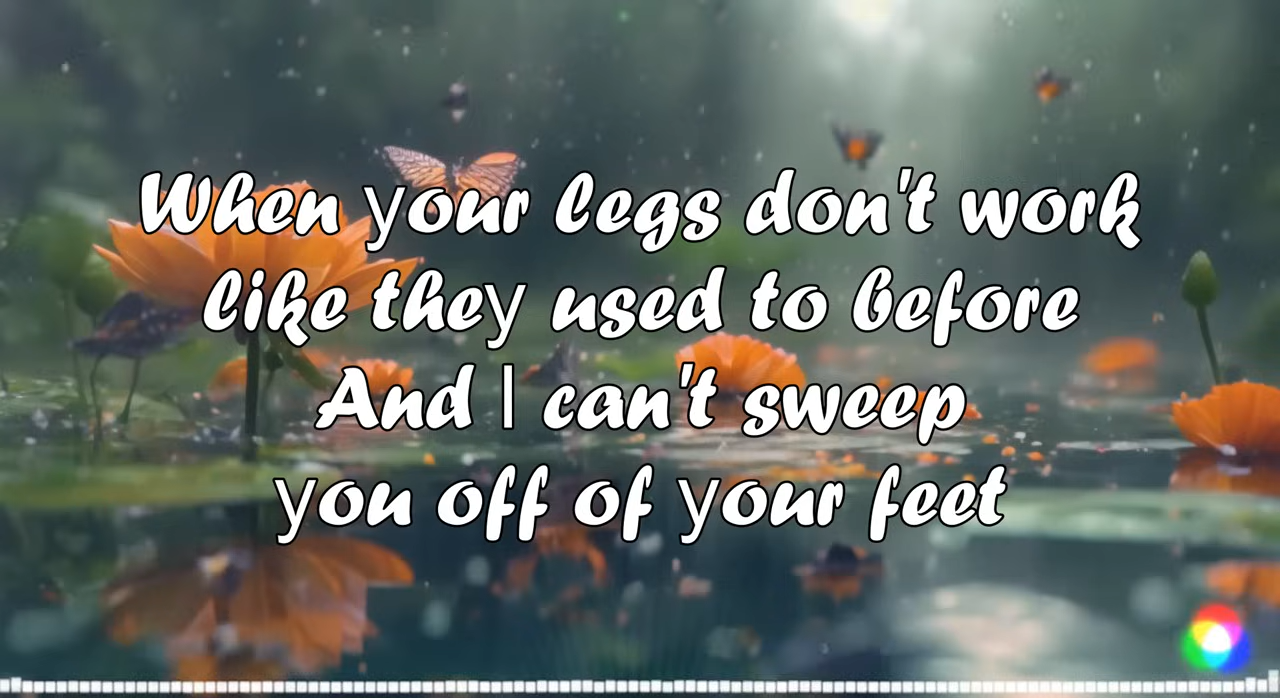 When your legs don't work
like they used to before
And I can't sweep
you off of your feet